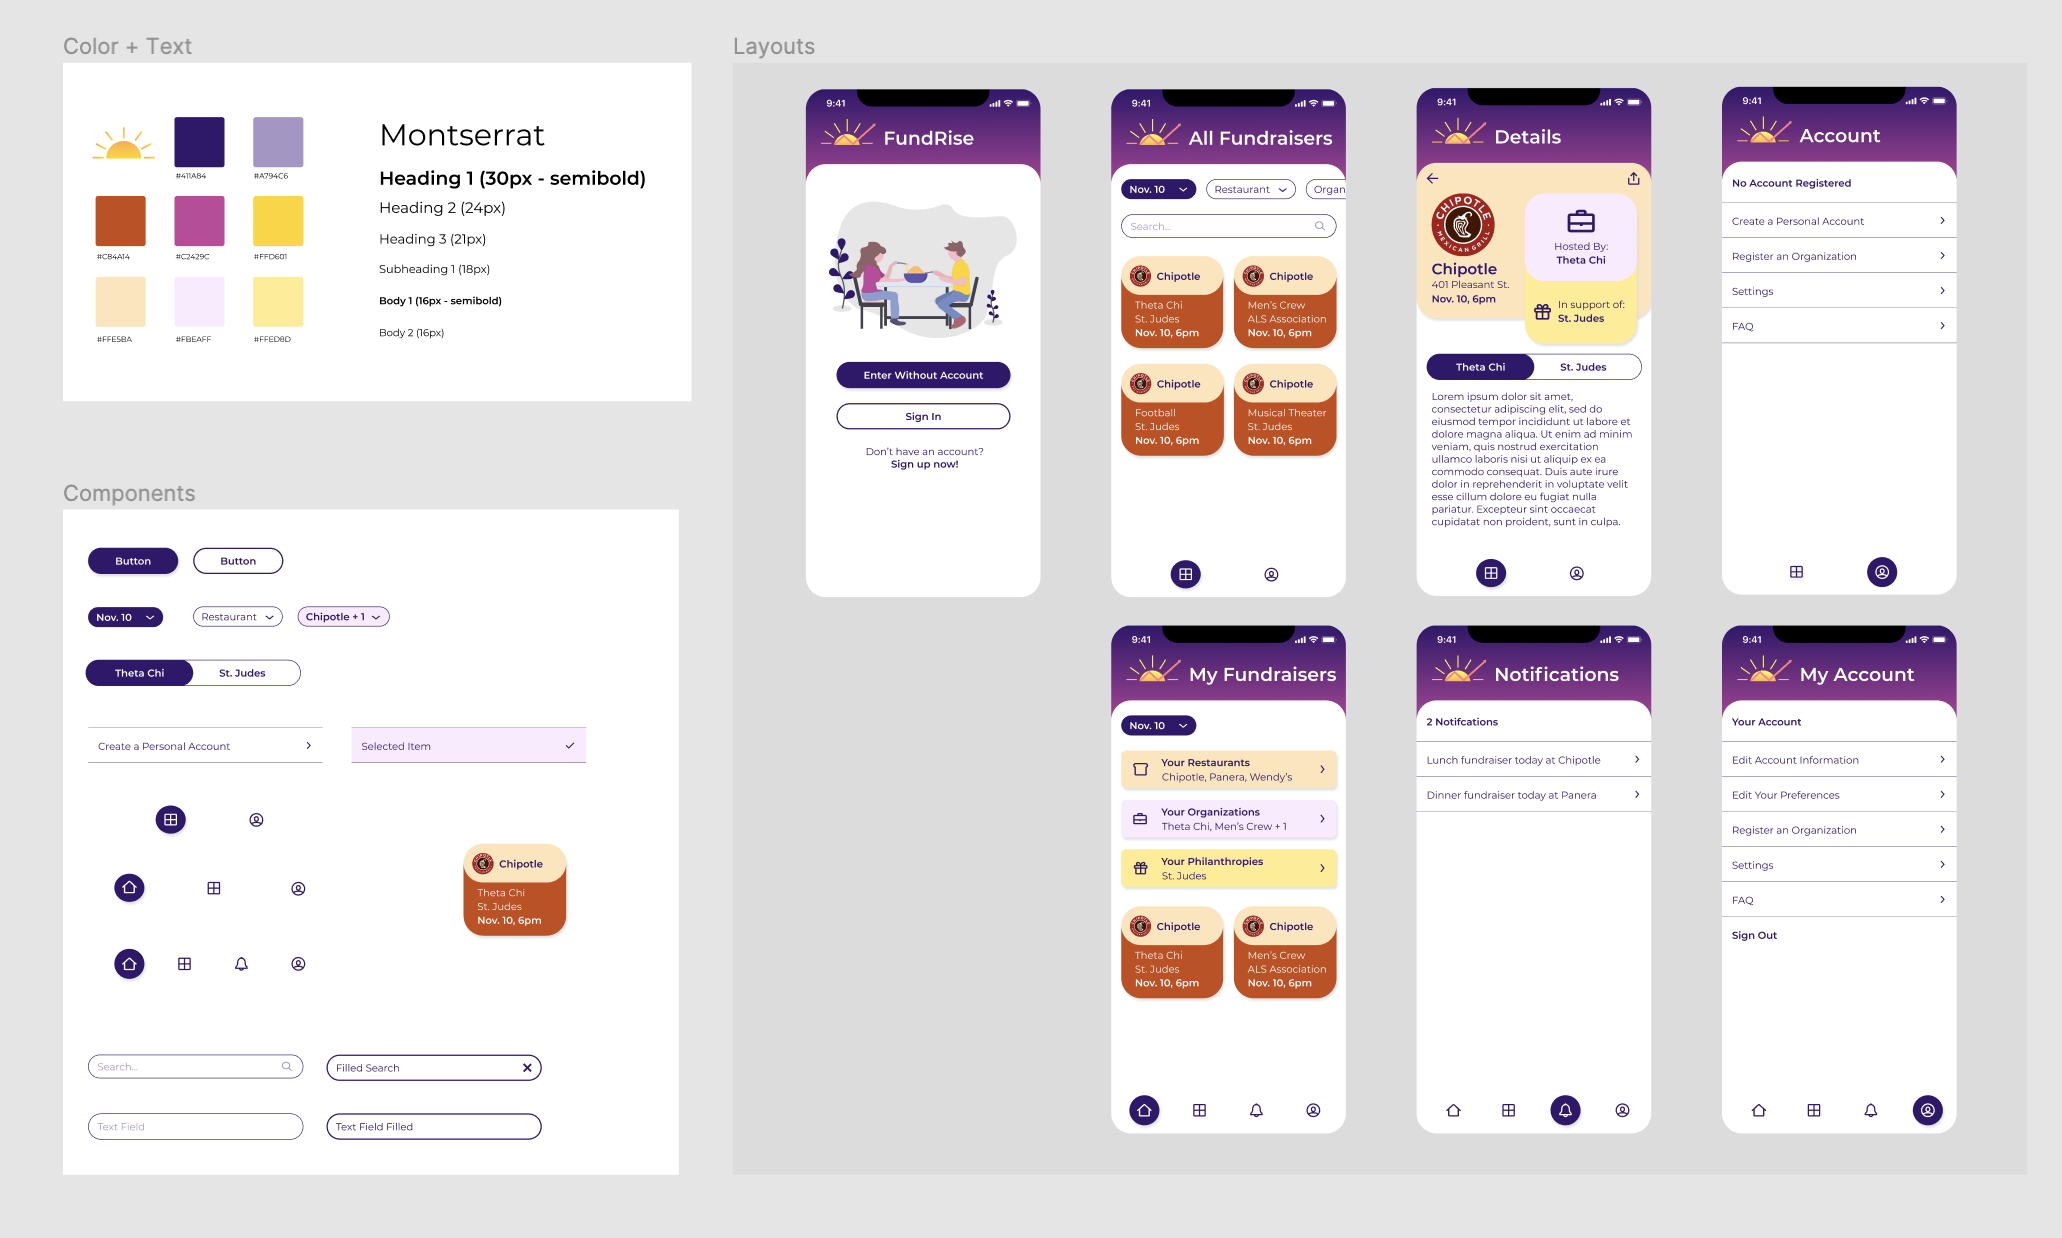 Color + Text
#411A84
#A794C6
#C84A14
#C2429C
#FFD601
#FFE5BA
#FBEAFF
#FFED8D
Montserrat
Heading 1 (30px - semibold)
Heading 2 (24px)
Heading 3 (21px)
Subheading 1 (18px)
Body 1 (16px - semibold)
Body 2 (16px)
Components
Button
Button
Nov. 10
Restaurant
Chipotle + 1
Theta Chi
St. Judes
Create a Personal Account
Selected Item
Chipotle
Theta Chi
St. Judes
Nov. 10, 6pm
Search...
Filled Search
Text Field
Text Field Filled
Layouts
9:41
FundRise
Enter Without Account
Sign In
Don't have an account?
Sign up now!
9:41
All Fundraisers
Nov. 10
Restaurant
Organ
Search...
Chipotle
Theta Chi
St. Judes
Nov. 10, 6pm
Chipotle
Men's Crew
ALS Association
Nov. 10, 6pm
Chipotle
Football
St. Judes
Nov. 10, 6pm
Chipotle
Musical Theater
St. Judes
Nov. 10, 6pm
9:41
Details
CHIPOTLE
MEXICAN GRILL
Chipotle
401 Pleasant St.
Nov. 10, 6pm
Hosted By:
Theta Chi
In support of:
St. Judes
Theta Chi
St. Judes
Lorem ipsum dolor sit amet,
consectetur adipiscing elit, sed do
eiusmod tempor incididunt ut labore et
dolore magna aliqua. Ut enim ad minim
veniam, quis nostrud exercitation
ullamco laboris nisi ut aliquip ex ea
commodo consequat. Duis aute irure
dolor in reprehenderit in voluptate velit
esse cillum dolore eu fugiat nulla
pariatur. Excepteur sint occaecat
cupidatat non proident, sunt in culpa.
9:41
Account
No Account Registered
Create a Personal Account
Register an Organization
Settings
FAQ
9:41
My Fundraisers
Nov. 10
Your Restaurants
Chipotle, Panera, Wendy's
Your Organizations
Theta Chi, Men's Crew + 1
Your Philanthropies
St. Judes
Chipotle
Theta Chi
St. Judes
Nov. 10, 6pm
Chipotle
Men's Crew
ALS Association
Nov. 10, 6pm
9:41
Notifications
2 Notifcations
Lunch fundraiser today at Chipotle
Dinner fundraiser today at Panera
9:41
My Account
Your Account
Edit Account Information
Edit Your Preferences
Register an Organization
Settings
FAQ
Sign Out